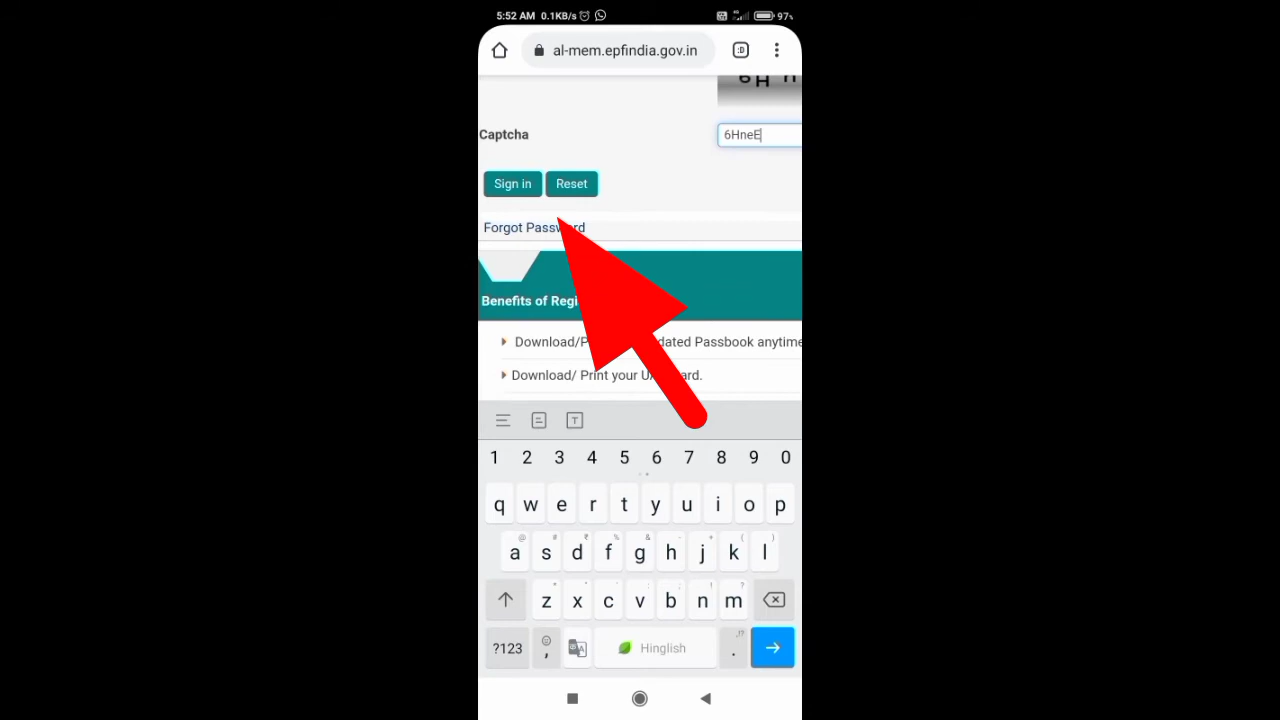 5:52 AM 0.1KB/s 97%
al-mem.epfindia.gov.in :D
6H n
Captcha 6HneE
Sign in Reset
Forgot Password
Benefits of Regi
Download/P dated Passbook anytime
Download/ Print your U ard.
1 2 3 4 5 6 7 8 9 0
q w e r t y u i o p
@ # ₹ % & - + ( )
a s d f g h j k l
* " ' : ; ! ?
z x c v b n m
?123 , Hinglish .